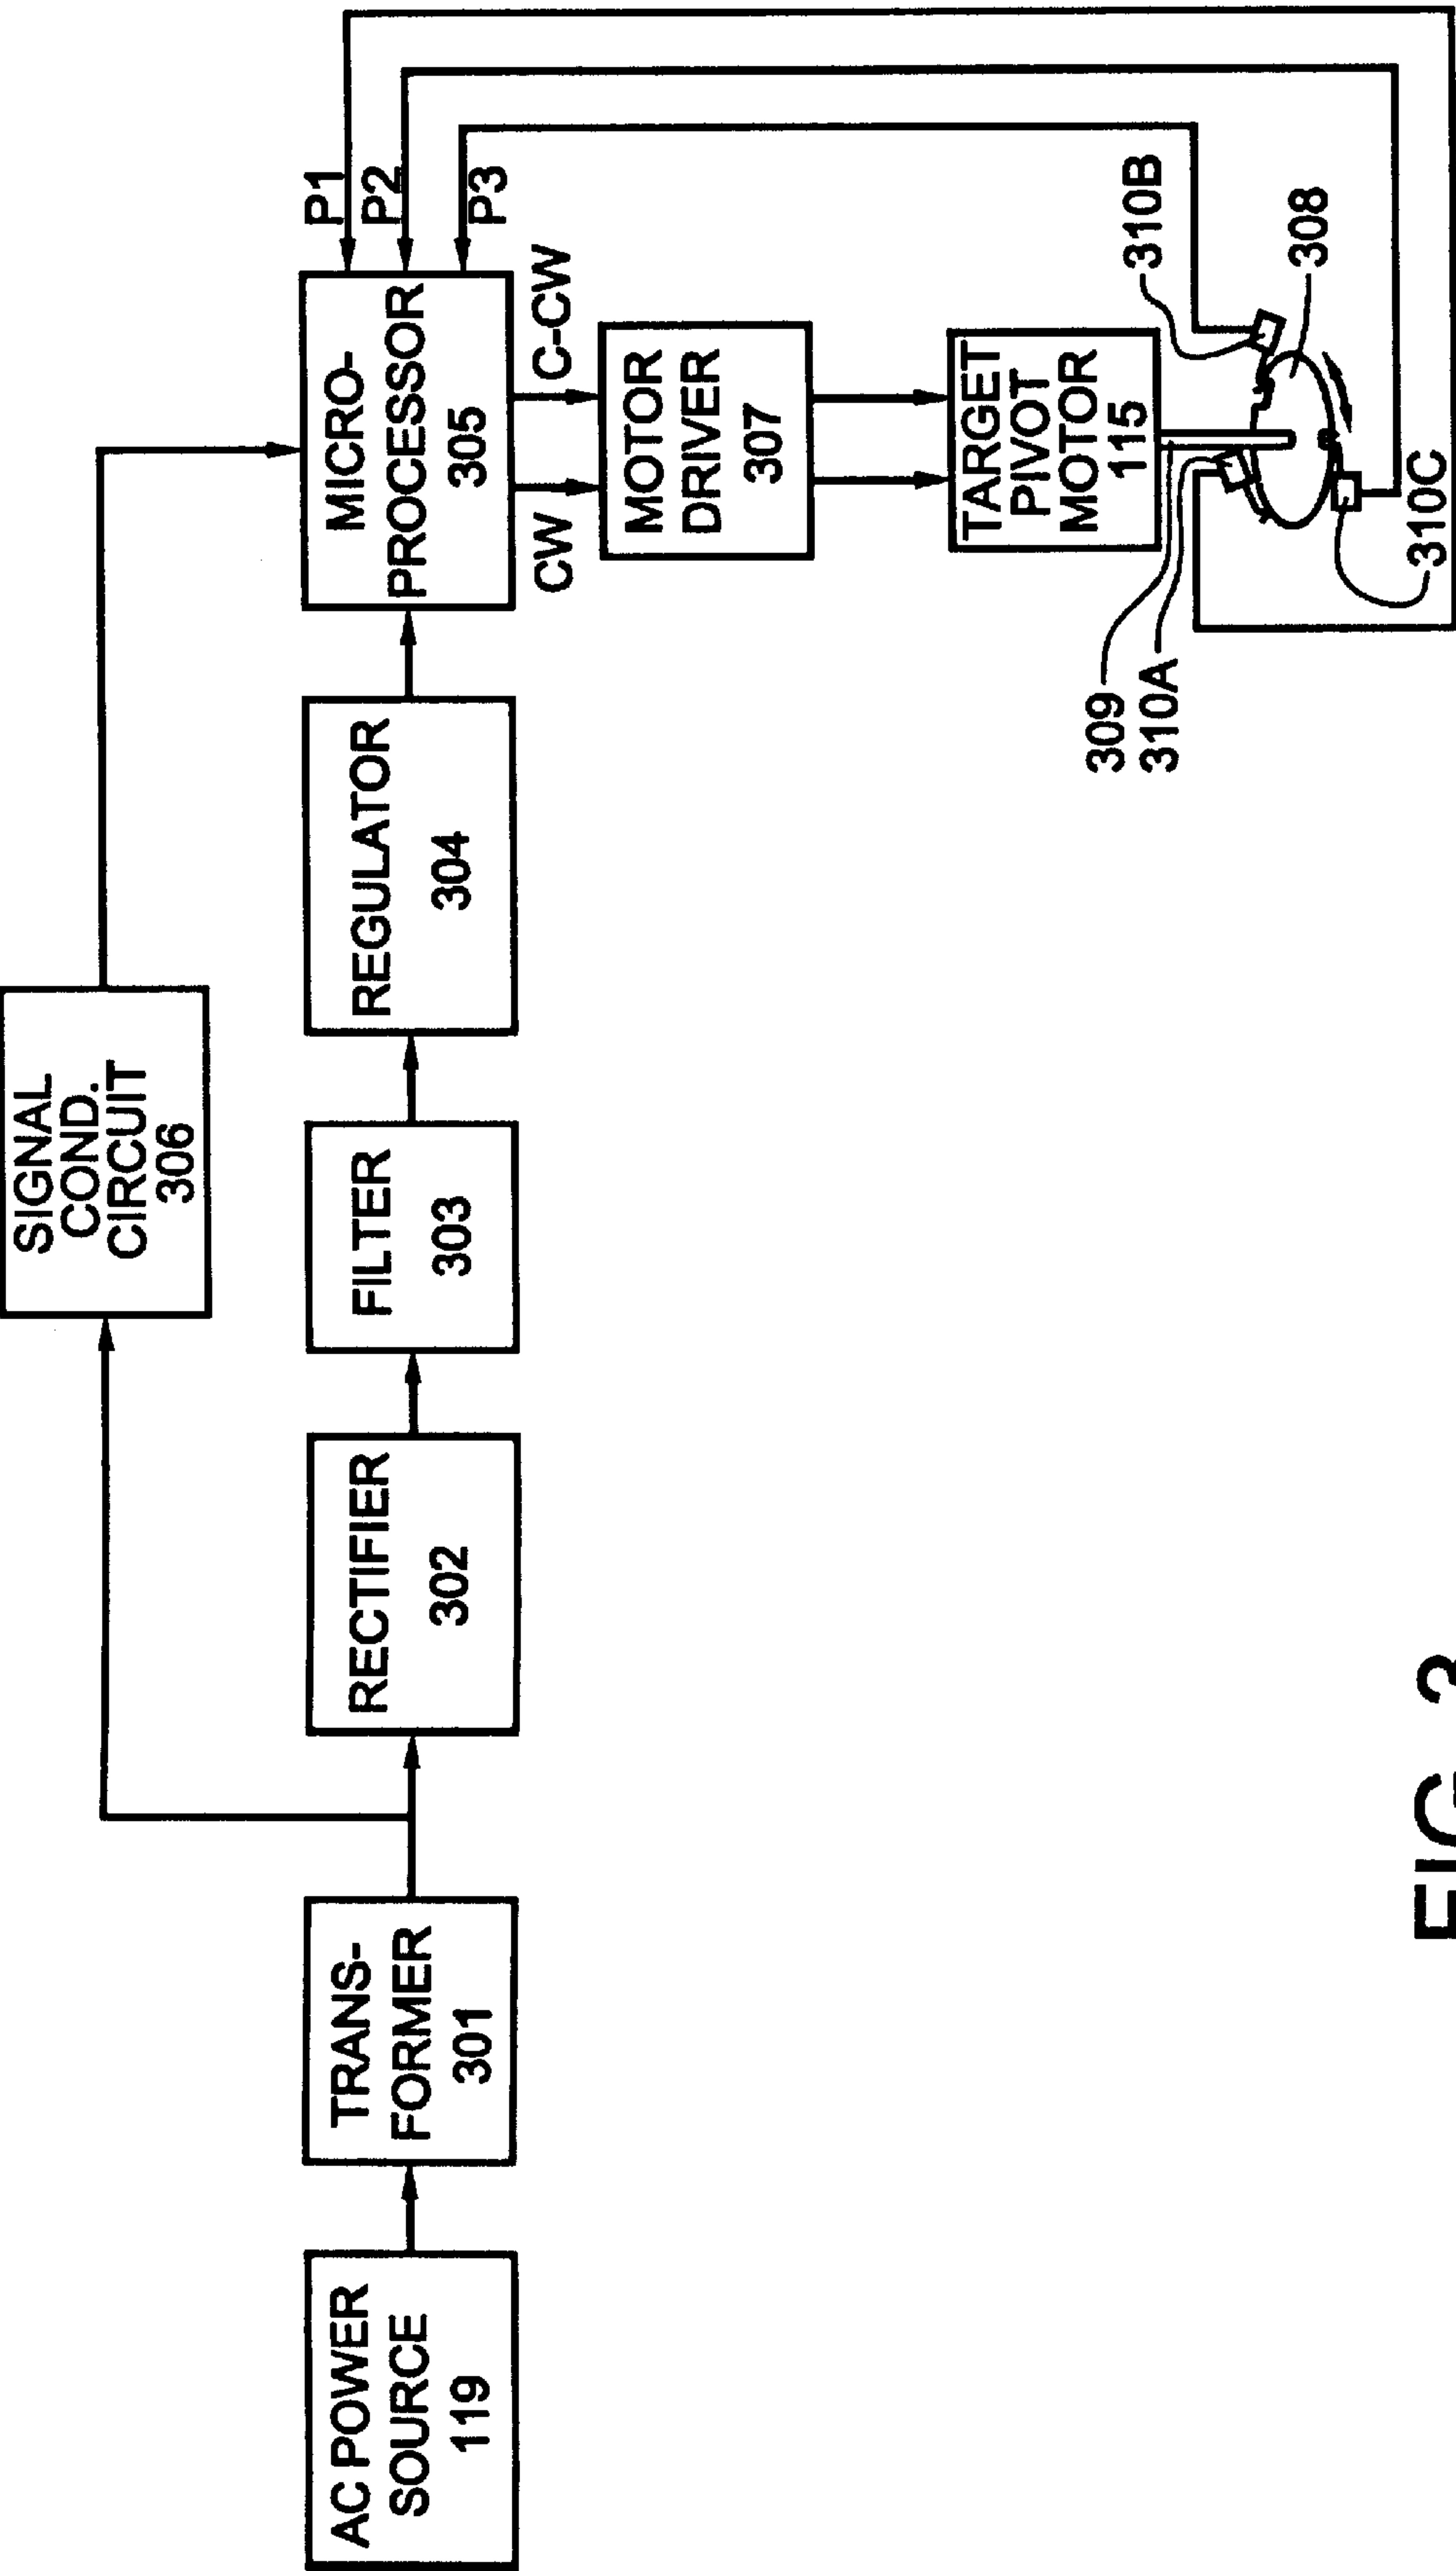 SIGNAL
COND.
CIRCUIT
306
AC POWER
SOURCE
119
TRANS-
FORMER
301
RECTIFIER
302
FILTER
303
REGULATOR
304
MICRO-
PROCESSOR
305
P1
P2
P3
CW
C-CW
MOTOR
DRIVER
307
TARGET
PIVOT
MOTOR
115
309
310A
310B
308
310C
FIG